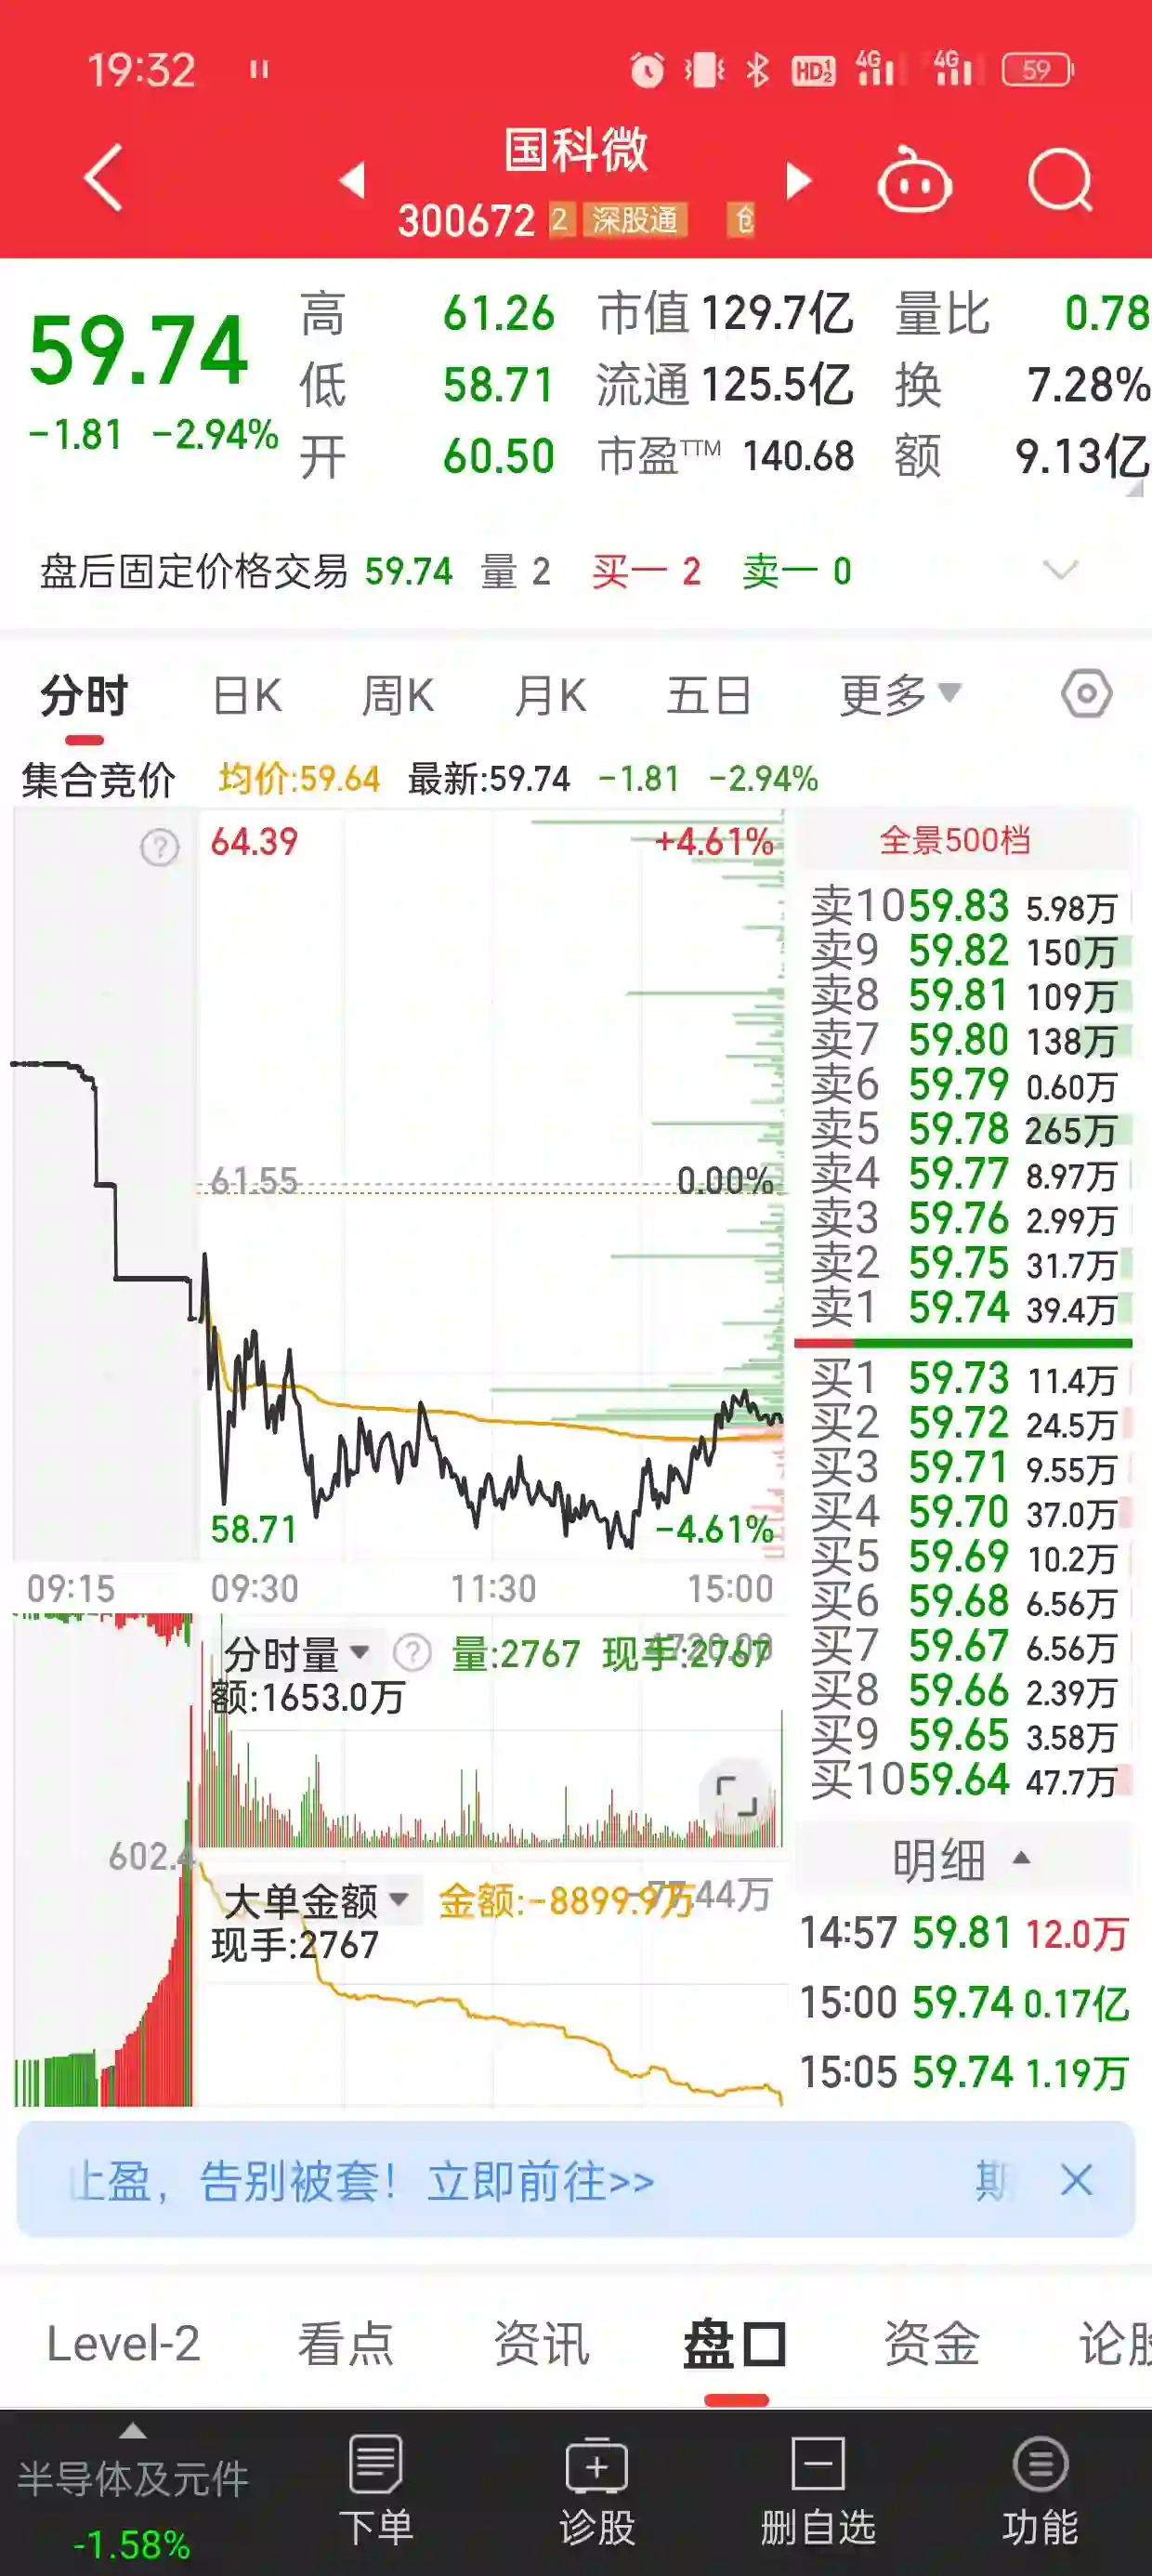 19:32
HD 1 2 4G 4G 59
国科微
300672 2 深股通
59.74
-1.81 -2.94%
高 61.26 市值 129.7亿 量比 0.78
低 58.71 流通 125.5亿 换 7.28%
开 60.50 市盈TTM 140.68 额 9.13亿
盘后固定价格交易 59.74 量 2 买一 2 卖一 0
分时 日K 周K 月K 五日 更多
集合竞价 均价:59.64 最新:59.74 -1.81 -2.94%
?
64.39 +4.61%
61.55 0.00%
58.71 -4.61%
09:15 09:30 11:30 15:00
全景500档
卖10 59.83 5.98万
卖9 59.82 150万
卖8 59.81 109万
卖7 59.80 138万
卖6 59.79 0.60万
卖5 59.78 265万
卖4 59.77 8.97万
卖3 59.76 2.99万
卖2 59.75 31.7万
卖1 59.74 39.4万
买1 59.73 11.4万
买2 59.72 24.5万
买3 59.71 9.55万
买4 59.70 37.0万
买5 59.69 10.2万
买6 59.68 6.56万
买7 59.67 6.56万
买8 59.66 2.39万
买9 59.65 3.58万
买10 59.64 47.7万
分时量 ? 量:2767 现手:2767
额:1653.0万
602.4
大单金额 金额:-8899.9万
现手:2767
明细
14:57 59.81 12.0万
15:00 59.74 0.17亿
15:05 59.74 1.19万
止盈，告别被套！立即前往>> 期
Level-2 看点 资讯 盘口 资金 论股
半导体及元件
-1.58%
下单 诊股 删自选 功能